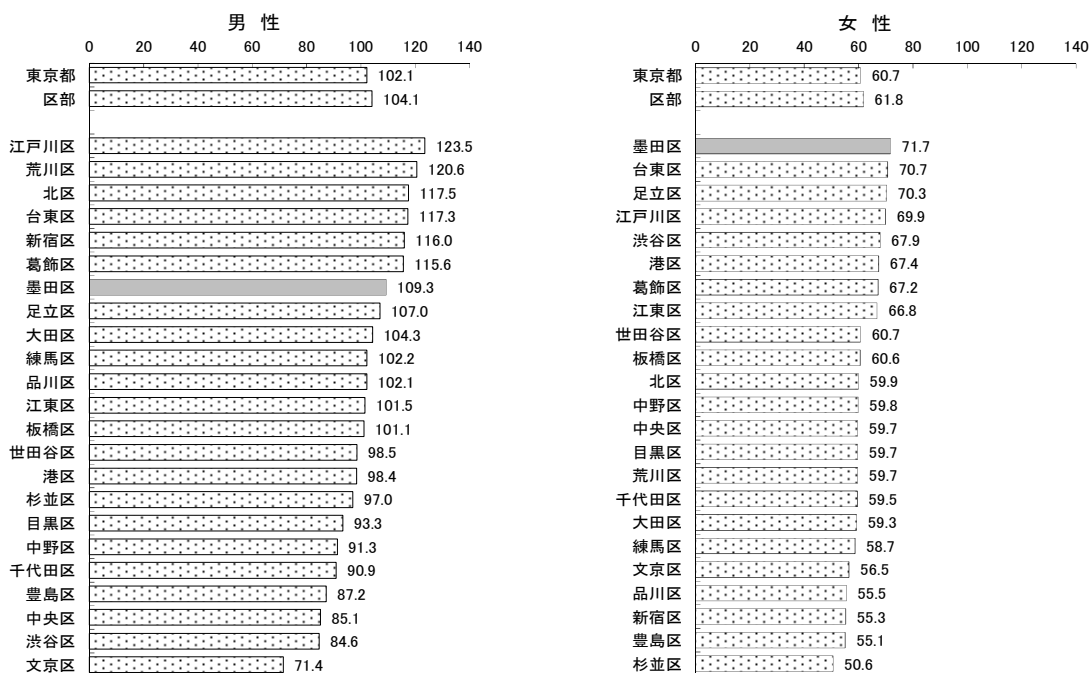 男 性
0 20 40 60 80 100 120 140
東京都 102.1
区部 104.1
江戸川区 123.5
荒川区 120.6
北区 117.5
台東区 117.3
新宿区 116.0
葛飾区 115.6
墨田区 109.3
足立区 107.0
大田区 104.3
練馬区 102.2
品川区 102.1
江東区 101.5
板橋区 101.1
世田谷区 98.5
港区 98.4
杉並区 97.0
目黒区 93.3
中野区 91.3
千代田区 90.9
豊島区 87.2
中央区 85.1
渋谷区 84.6
文京区 71.4
女 性
0 20 40 60 80 100 120 140
東京都 60.7
区部 61.8
墨田区 71.7
台東区 70.7
足立区 70.3
江戸川区 69.9
渋谷区 67.9
港区 67.4
葛飾区 67.2
江東区 66.8
世田谷区 60.7
板橋区 60.6
北区 59.9
中野区 59.8
中央区 59.7
目黒区 59.7
荒川区 59.7
千代田区 59.5
大田区 59.3
練馬区 58.7
文京区 56.5
品川区 55.5
新宿区 55.3
豊島区 55.1
杉並区 50.6